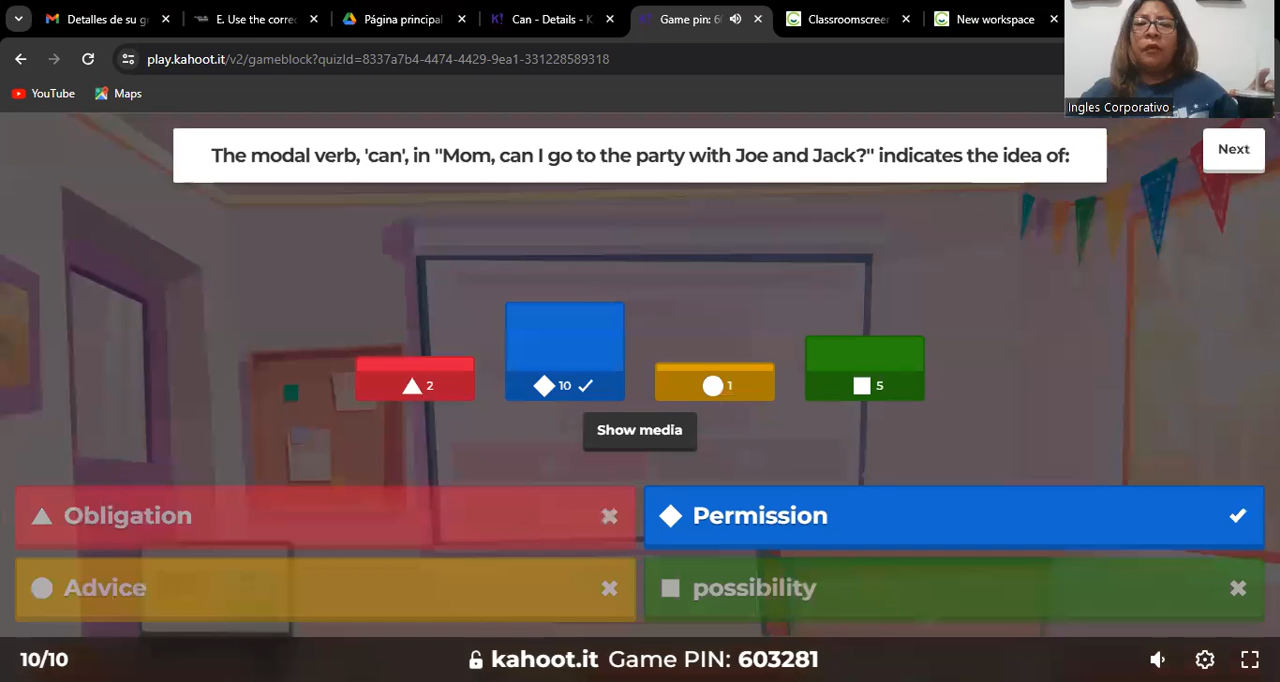 Detalles de su gr
E. Use the correc
Página principal
Can - Details - K
Game pin: 6
Classroomscreer
New workspace
play.kahoot.it/v2/gameblock?quizId=8337a7b4-4474-4429-9ea1-331228589318
YouTube
Maps
Ingles Corporativo
The modal verb, 'can', in "Mom, can I go to the party with Joe and Jack?" indicates the idea of:
Next
2
10
1
5
Show media
Obligation
Permission
Advice
possibility
10/10
kahoot.it Game PIN: 603281